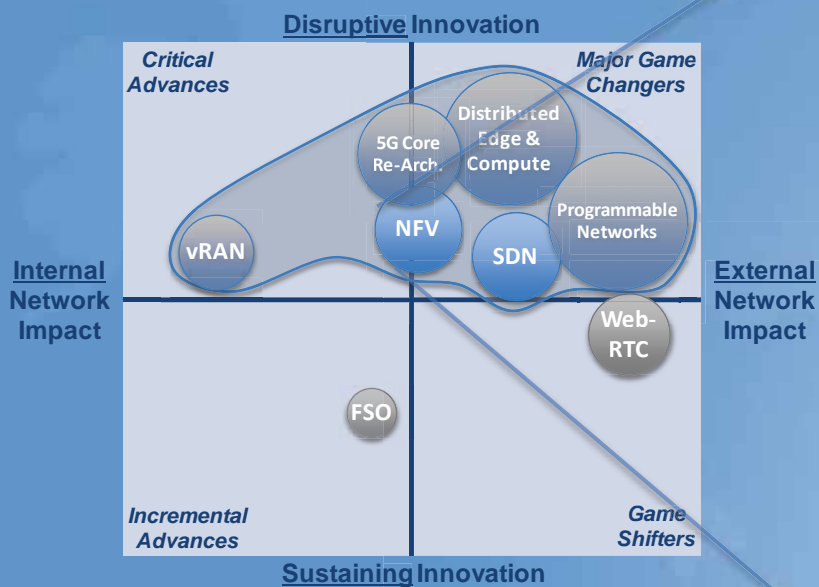 Disruptive Innovation
Critical
Advances
Major Game
Changers
Distributed
Edge &
Compute
5G Core
Re-Arch.
Programmable
Networks
NFV
SDN
vRAN
Internal
Network
Impact
External
Network
Impact
Web-
RTC
FSO
Incremental
Advances
Game
Shifters
Sustaining Innovation